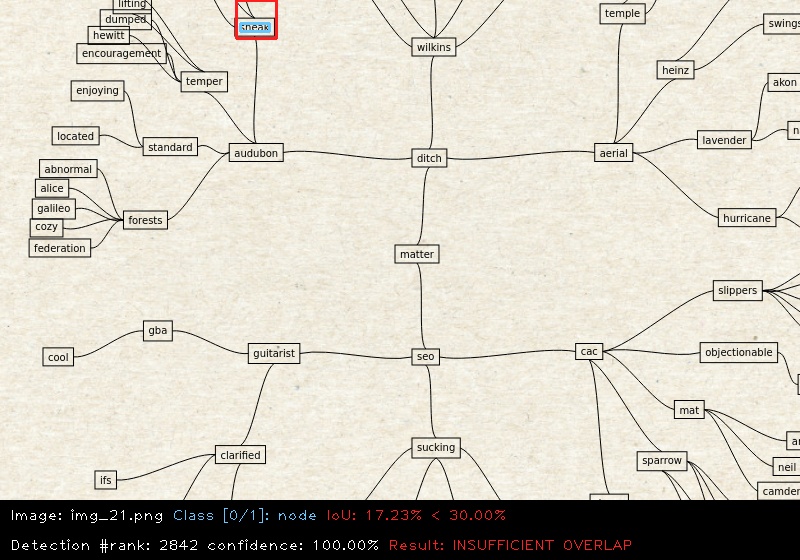 lifting
dumped
sneak
temple
hewitt
wilkins
swings
encouragement
temper
heinz
akon
enjoying
located
standard
audubon
ditch
aerial
lavender
n
abnormal
alice
galileo
cozy
federation
forests
hurricane
matter
slippers
gba
cool
guitarist
seo
cac
objectionable
mat
clarified
sucking
ar
sparrow
neil
ifs
camden
Image: img_21.png Class [0/1]: node IoU: 17.23% < 30.00%
Detection #rank: 2842 confidence: 100.00% Result: INSUFFICIENT OVERLAP